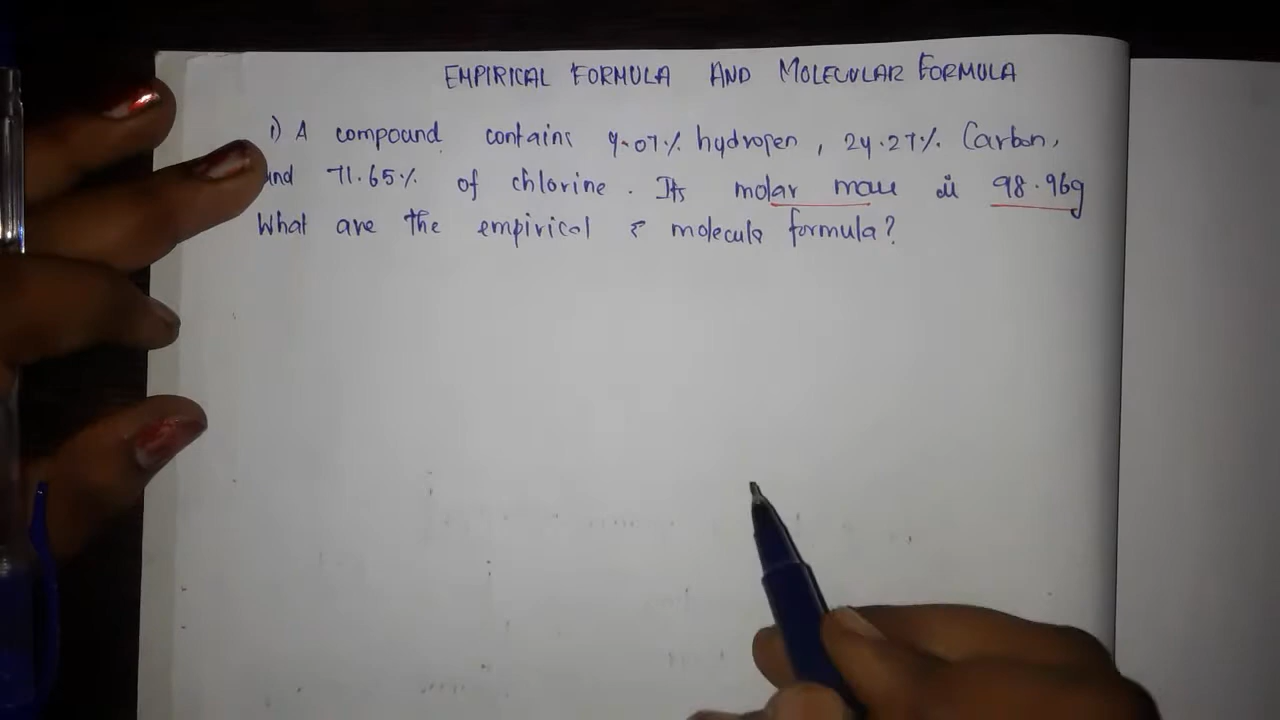 EMPIRICAL FORMULA AND MOLECULAR FORMULA
1) A compound contains 4.07% hydrogen, 24.27% Carbon,
and 71.65% of chlorine. Its molar mass is 98.96g
What are the empirical & molecula formula?